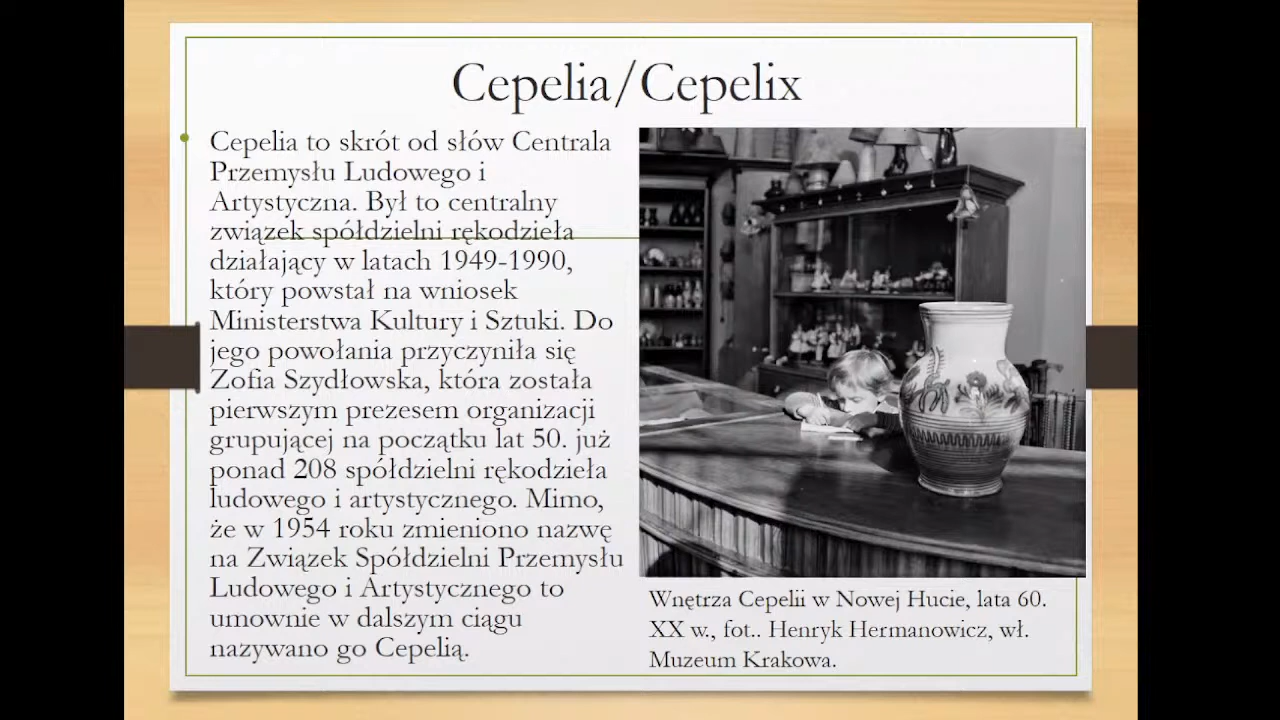 Cepelia/Cepelix
Cepelia to skrót od słów Centrala
Przemysłu Ludowego i
Artystyczna. Był to centralny
związek spółdzielni rękodzieła
działający w latach 1949-1990,
który powstał na wniosek
Ministerstwa Kultury i Sztuki. Do
jego powołania przyczyniła się
Zofia Szydłowska, która została
pierwszym prezesem organizacji
grupującej na początku lat 50. już
ponad 208 spółdzielni rękodzieła
ludowego i artystycznego. Mimo,
że w 1954 roku zmieniono nazwę
na Związek Spółdzielni Przemysłu
Ludowego i Artystycznego to
umownie w dalszym ciągu
nazywano go Cepelią.
Wnętrza Cepelii w Nowej Hucie, lata 60.
XX w., fot.. Henryk Hermanowicz, wł.
Muzeum Krakowa.